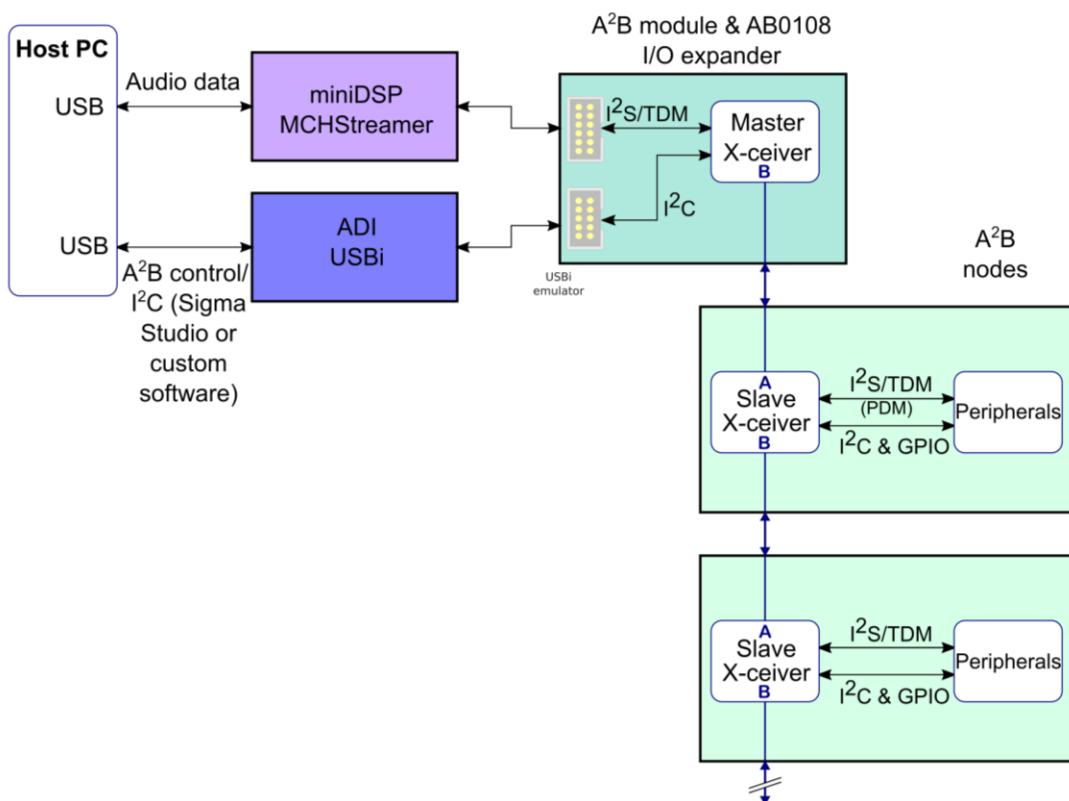 Host PC
USB
Audio data
miniDSP
MCHStreamer
USB
A²B control/
I²C (Sigma
Studio or
custom
software)
ADI
USBi
A²B module & AB0108
I/O expander
I²S/TDM
Master
X-ceiver
B
I²C
USBi
emulator
A²B
nodes
A
Slave
X-ceiver
B
I²S/TDM
(PDM)
I²C & GPIO
Peripherals
A
Slave
X-ceiver
B
I²S/TDM
I²C & GPIO
Peripherals